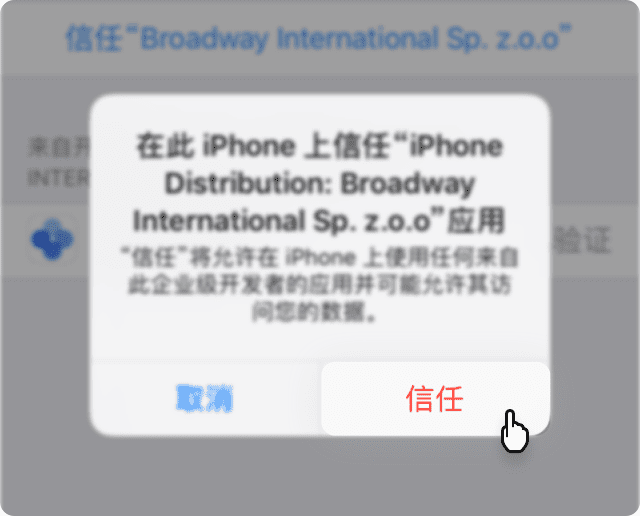 信任“Broadway International Sp. z.o.o”
来自开
INTER
验证
在此 iPhone 上信任“iPhone
Distribution: Broadway
International Sp. z.o.o”应用
“信任”将允许在 iPhone 上使用任何来自
此企业级开发者的应用并可能允许其访
问您的数据。
取消
信任